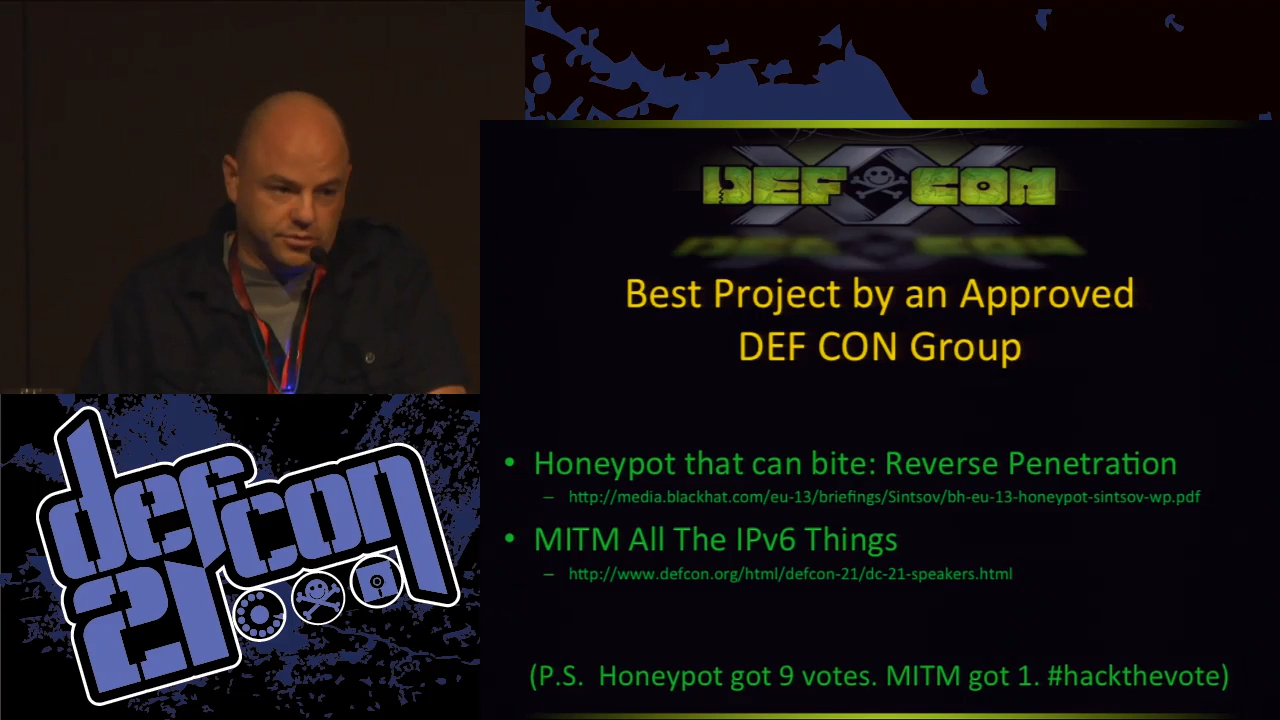 DEF CON
Best Project by an Approved
DEF CON Group
• Honeypot that can bite: Reverse Penetration
– http://media.blackhat.com/eu-13/briefings/Sintsov/bh-eu-13-honeypot-sintsov-wp.pdf
• MITM All The IPv6 Things
– http://www.defcon.org/html/defcon-21/dc-21-speakers.html
(P.S. Honeypot got 9 votes. MITM got 1. #hackthevote)
defcon
21